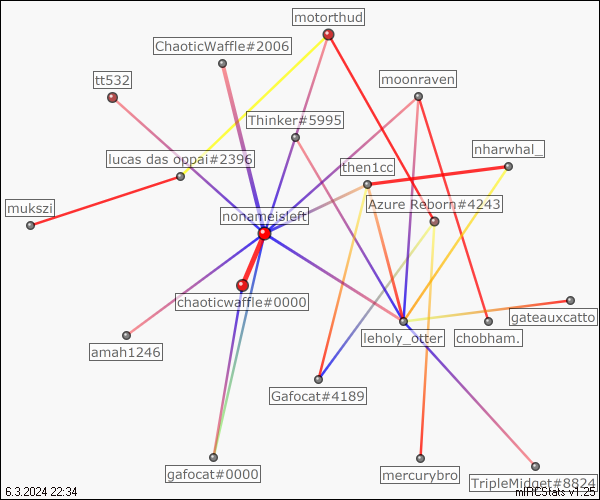 motorthud
ChaoticWaffle#2006
tt532
moonraven
Thinker#5995
nharwhal_
lucas das oppai#2396
then1cc
Azure Reborn#4243
mukszi
nonameisleft
chaoticwaffle#0000
gateauxcatto
leholy_otter
chobham.
amah1246
Gafocat#4189
gafocat#0000
mercurybro
TripleMidget#8824
6.3.2024 22:34
mIRCStats v1.25